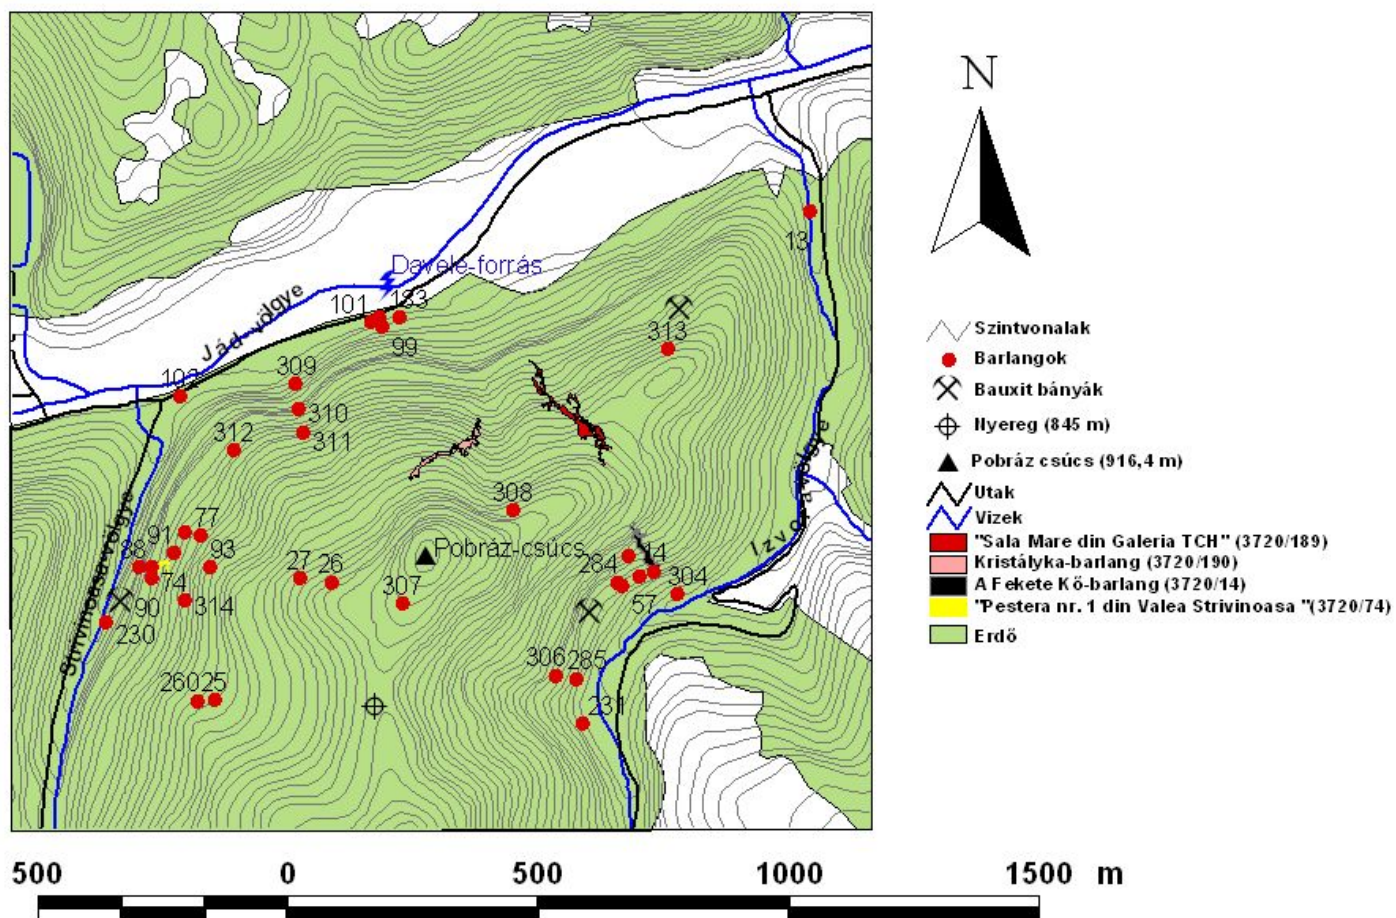 N
13
Davele-forrás
101
183
99
Jád-völgye
313
309
102
310
311
312
Izvor
a völgye
308
Pobráz-csúcs
77
91
88
93
74
90
314
27
26
307
284
14
304
57
230
Strivinoasa-völgye
260
25
306
285
231
Szintvonalak
Barlangok
Bauxit bányák
Nyereg (845 m)
Pobráz csúcs (916,4 m)
Utak
Vizek
"Sala Mare din Galeria TCH" (3720/189)
Kristályka-barlang (3720/190)
A Fekete Kő-barlang (3720/14)
"Pestera nr. 1 din Valea Strivinoasa "(3720/74)
Erdő
500 0 500 1000 1500 m